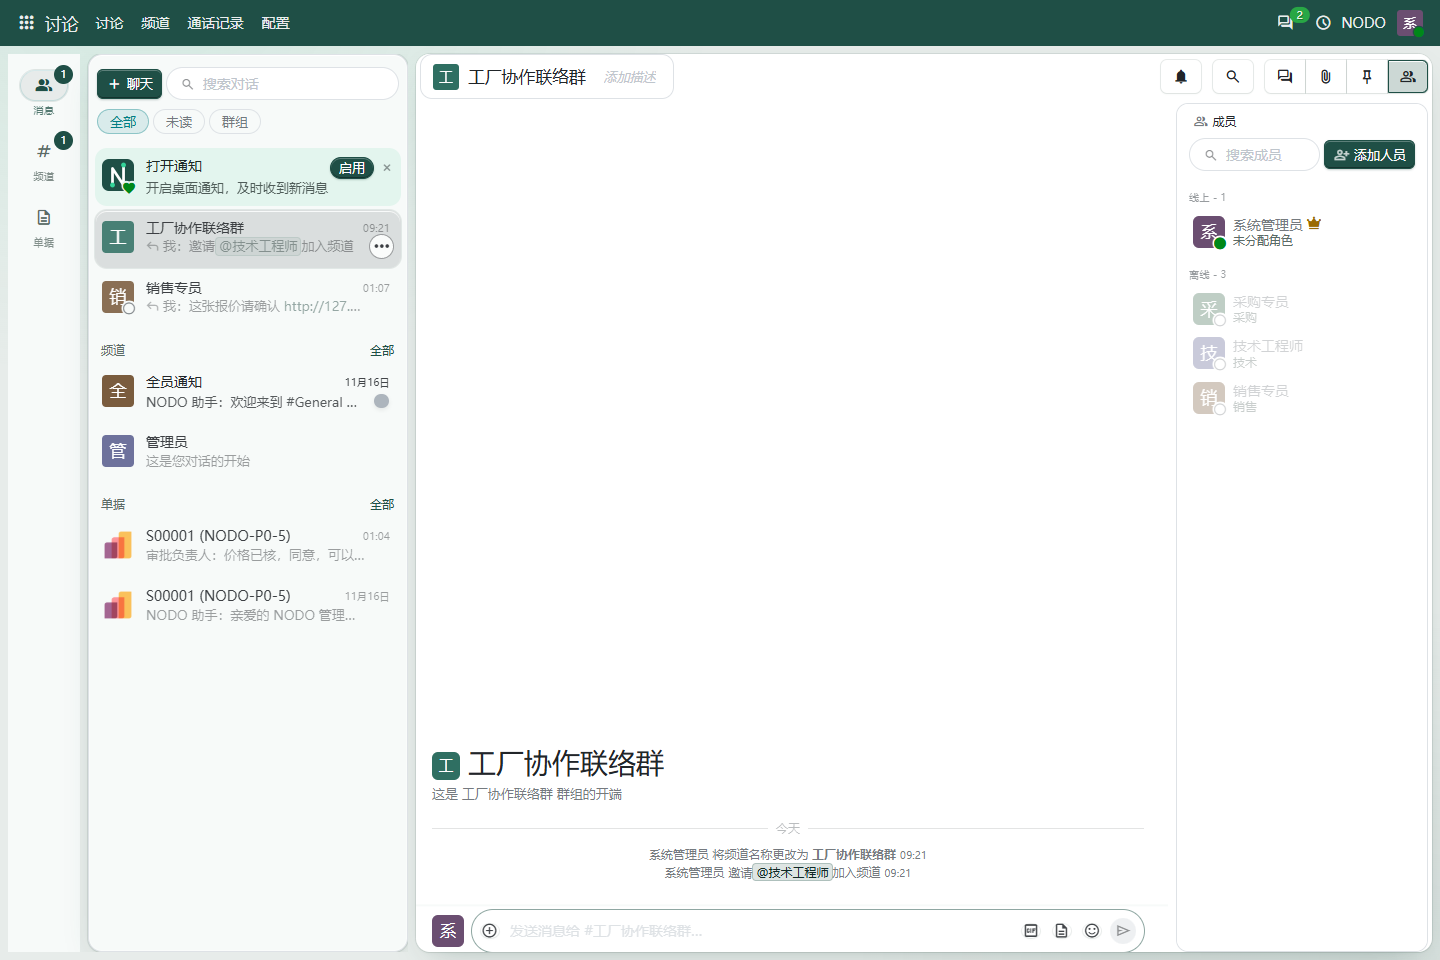 讨论 讨论 频道 通话记录 配置 2 NODO 系
1
消息
1
频道
单据
聊天 搜索对话
全部 未读 群组
打开通知 启用 ×
开启桌面通知，及时收到新消息
工 工厂协作联络群 09:21
我：邀请 @技术工程师 加入频道
销 销售专员 01:07
我：这张报价请确认 http://127....
频道 全部
全 全员通知 11月16日
NODO 助手：欢迎来到 #General ...
管 管理员
这是您对话的开始
单据 全部
S00001 (NODO-P0-5) 01:04
审批负责人：价格已核，同意，可以...
S00001 (NODO-P0-5) 11月16日
NODO 助手：亲爱的 NODO 管理...
工 工厂协作联络群 添加描述
工 工厂协作联络群
这是 工厂协作联络群 群组的开端
今天
系统管理员 将频道名称更改为 工厂协作联络群 09:21
系统管理员 邀请 @技术工程师 加入频道 09:21
系 发送消息给 #工厂协作联络群... GIF
成员
搜索成员 添加人员
线上 - 1
系 系统管理员
未分配角色
离线 - 3
采 采购专员
采购
技 技术工程师
技术
销 销售专员
销售